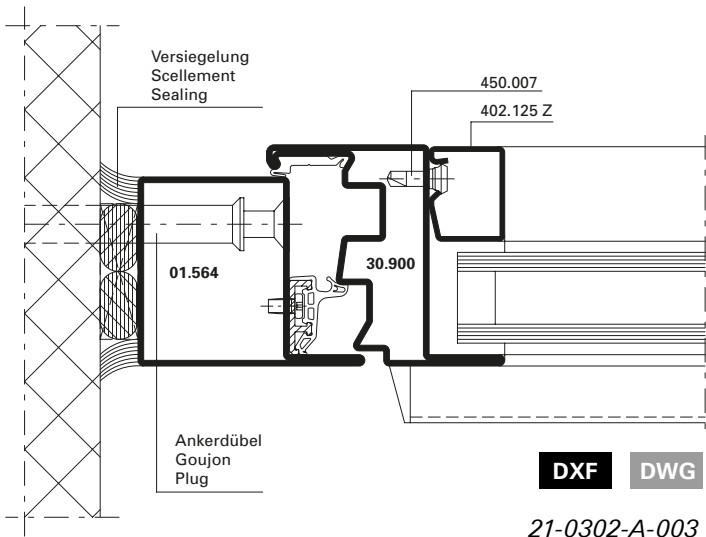 Versiegelung
Scellement
Sealing
450.007
402.125 Z
01.564
30.900
Ankerdübel
Goujon
Plug
DXF DWG
21-0302-A-003